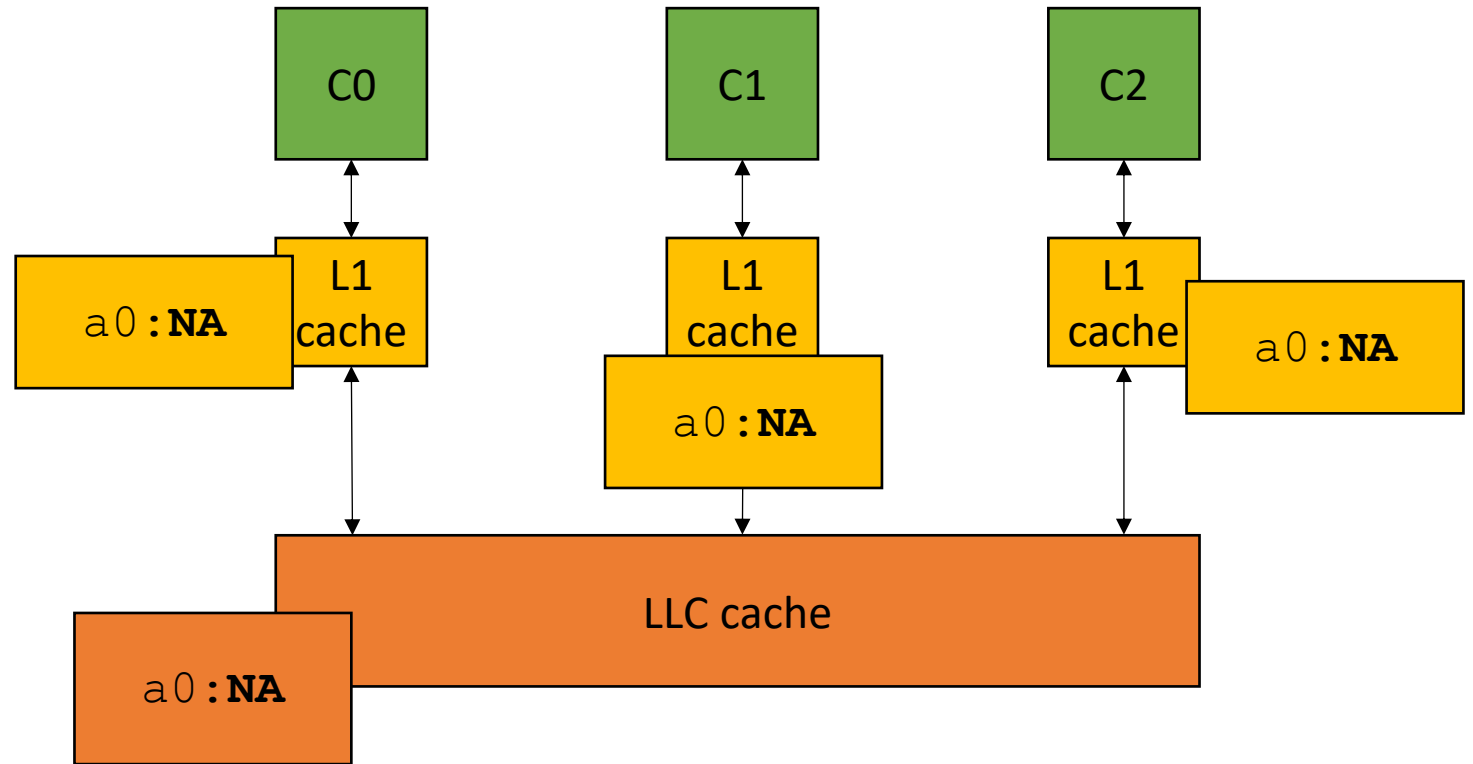 C0
C1
C2
L1
cache
L1
cache
L1
cache
a0:NA
a0:NA
a0:NA
LLC cache
a0:NA